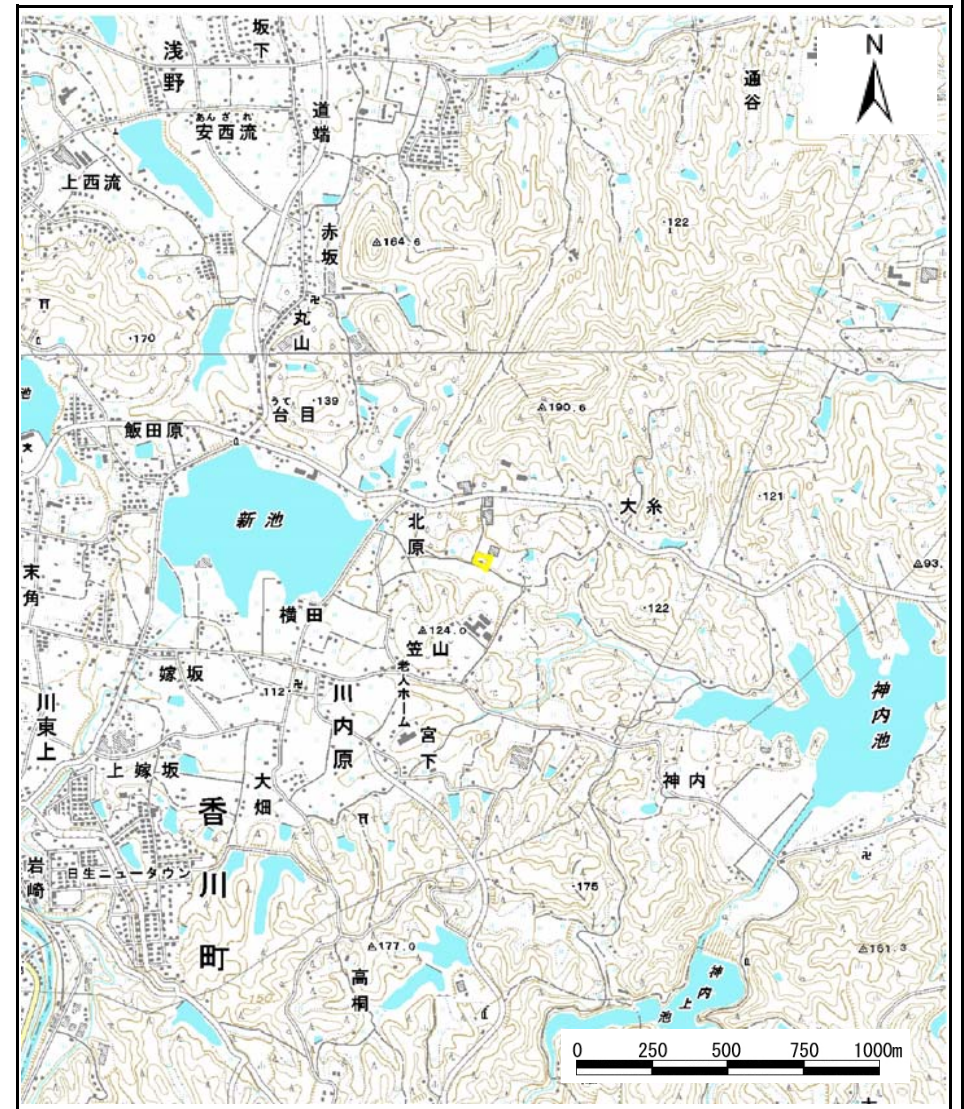 浅野
坂下
通谷
N
道端
あんざれ
安西流
上西流
・122
赤坂
164.6
丸山
・170
うて
・139
台目
190.6
池
飯田原
大糸
・121
新池
北原
93.
末角
・122
横田
124.0
笠山
老人ホーム
嫁坂
112・
川内原
神内池
川東上
宮下
上嫁坂
大畑
神内
香川町
岩崎
日生ニュータウン
・175
177.0
161.3
150
高桐
神内上池
0 250 500 750 1000m